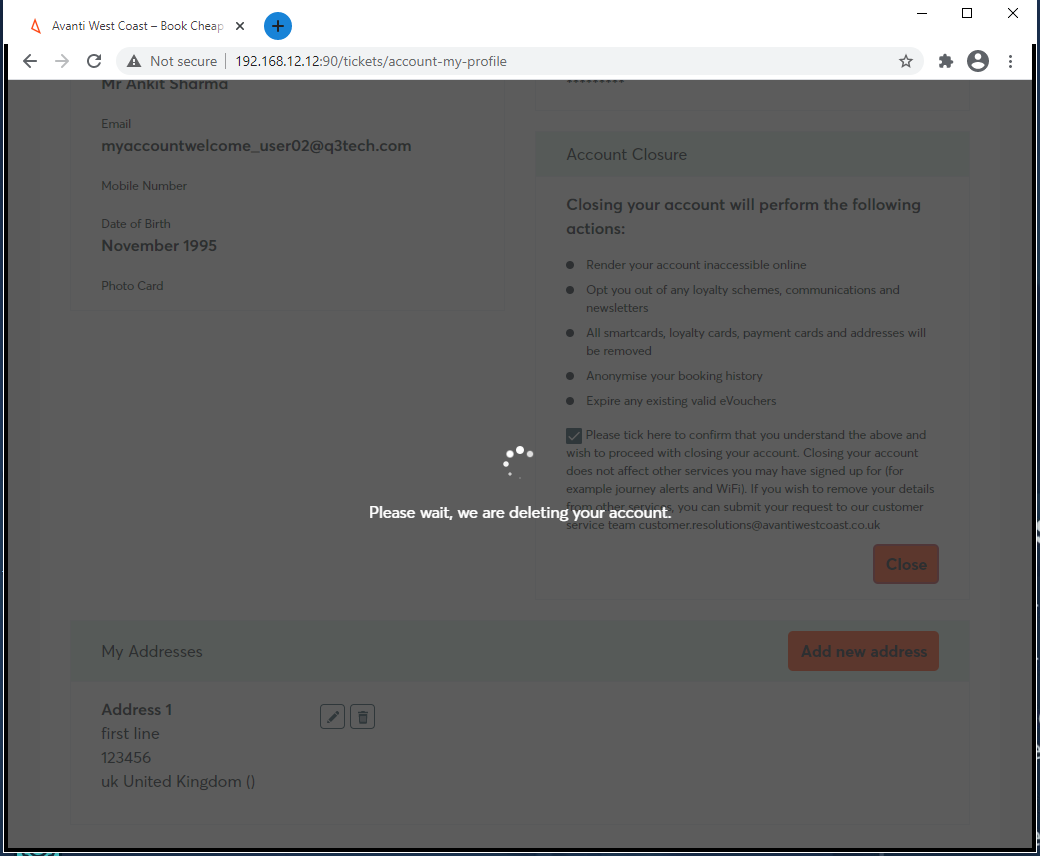 Avanti West Coast – Book Cheap
Not secure
192.168.12.12:90/tickets/account-my-profile
Mr Ankit Sharma
Email
myaccountwelcome_user02@q3tech.com
Mobile Number
Date of Birth
November 1995
Photo Card
Account Closure
Closing your account will perform the following
actions:
Render your account inaccessible online
Opt you out of any loyalty schemes, communications and
newsletters
All smartcards, loyalty cards, payment cards and addresses will
be removed
Anonymise your booking history
Expire any existing valid eVouchers
Please tick here to confirm that you understand the above and
wish to proceed with closing your account. Closing your account
does not affect other services you may have signed up for (for
example journey alerts and WiFi). If you wish to remove your details
from other services, you can submit your request to our customer
service team customer.resolutions@avantiwestcoast.co.uk
Please wait, we are deleting your account.
Close
My Addresses
Add new address
Address 1
first line
123456
uk United Kingdom ()